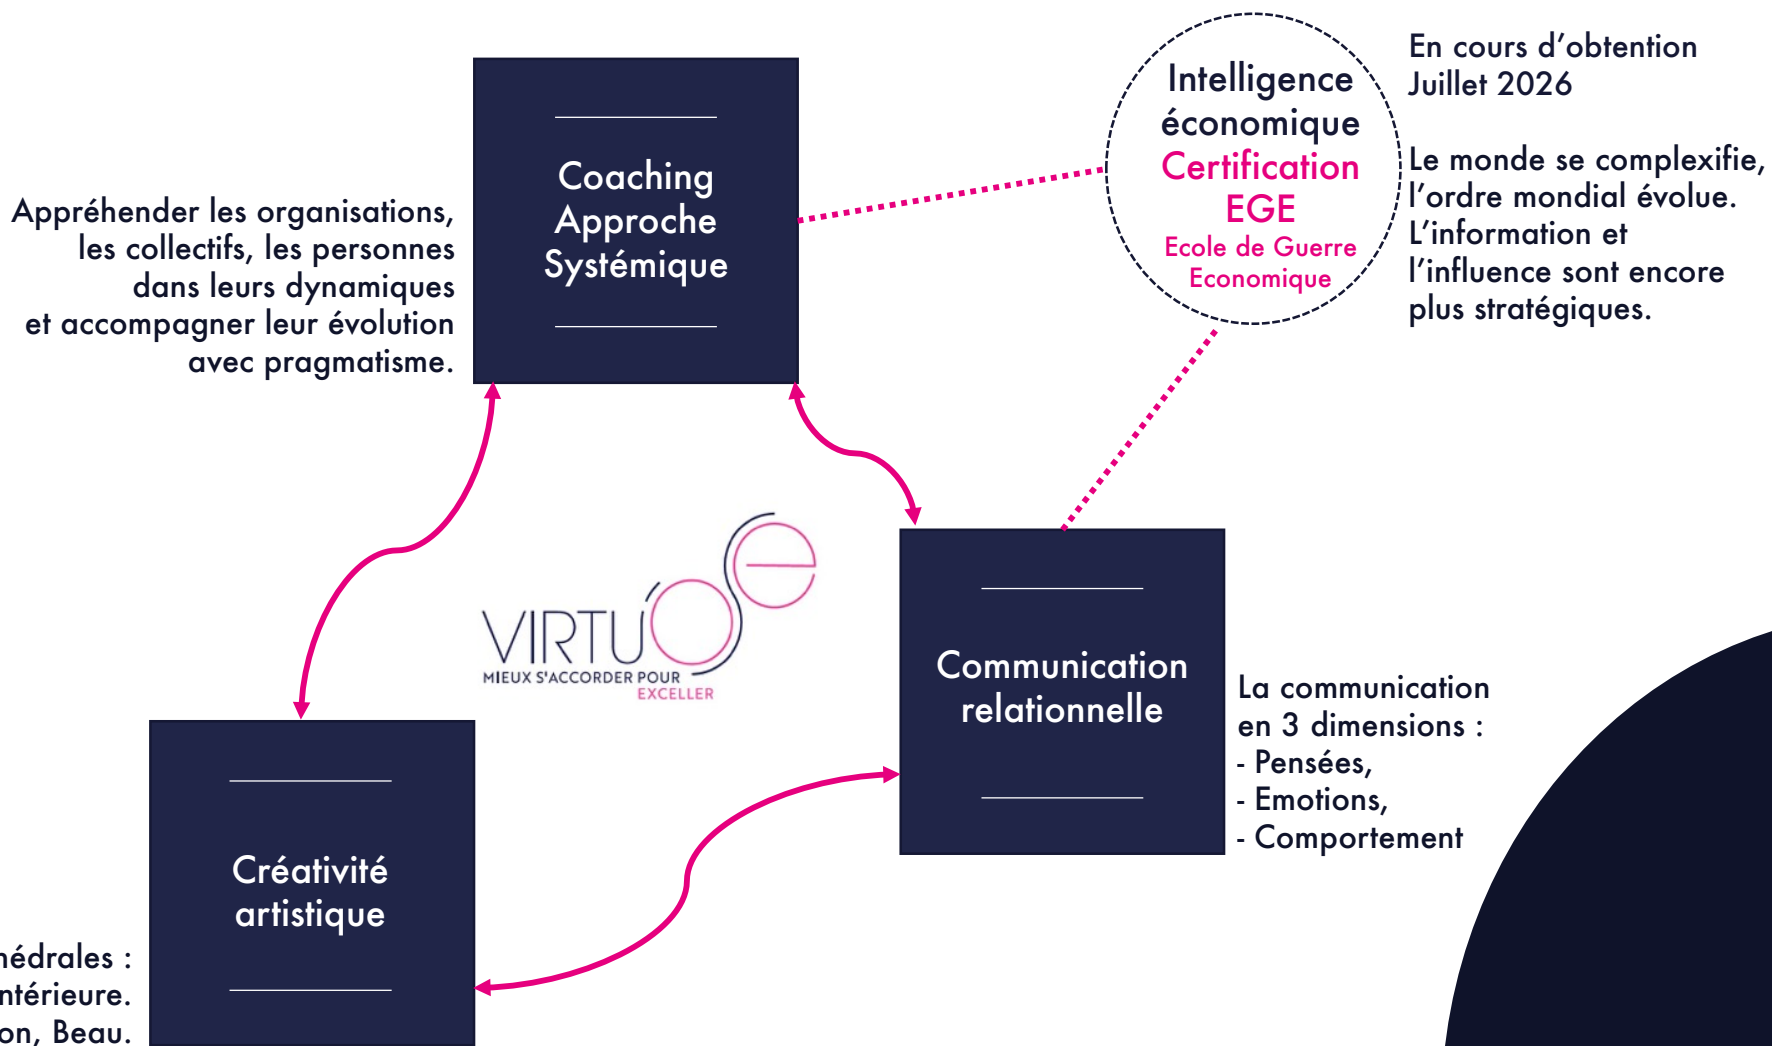 En cours d'obtention
Juillet 2026
Intelligence
économique
Certification
EGE
Ecole de Guerre
Economique
Le monde se complexifie,
l'ordre mondial évolue.
L'information et
l'influence sont encore
plus stratégiques.
Coaching
Approche
Systémique
Appréhender les organisations,
les collectifs, les personnes
dans leurs dynamiques
et accompagner leur évolution
avec pragmatisme.
VIRTUOSE
MIEUX S'ACCORDER POUR
EXCELLER
Communication
relationnelle
La communication
en 3 dimensions :
- Pensées,
- Emotions,
- Comportement
Créativité
artistique
:
Beau.